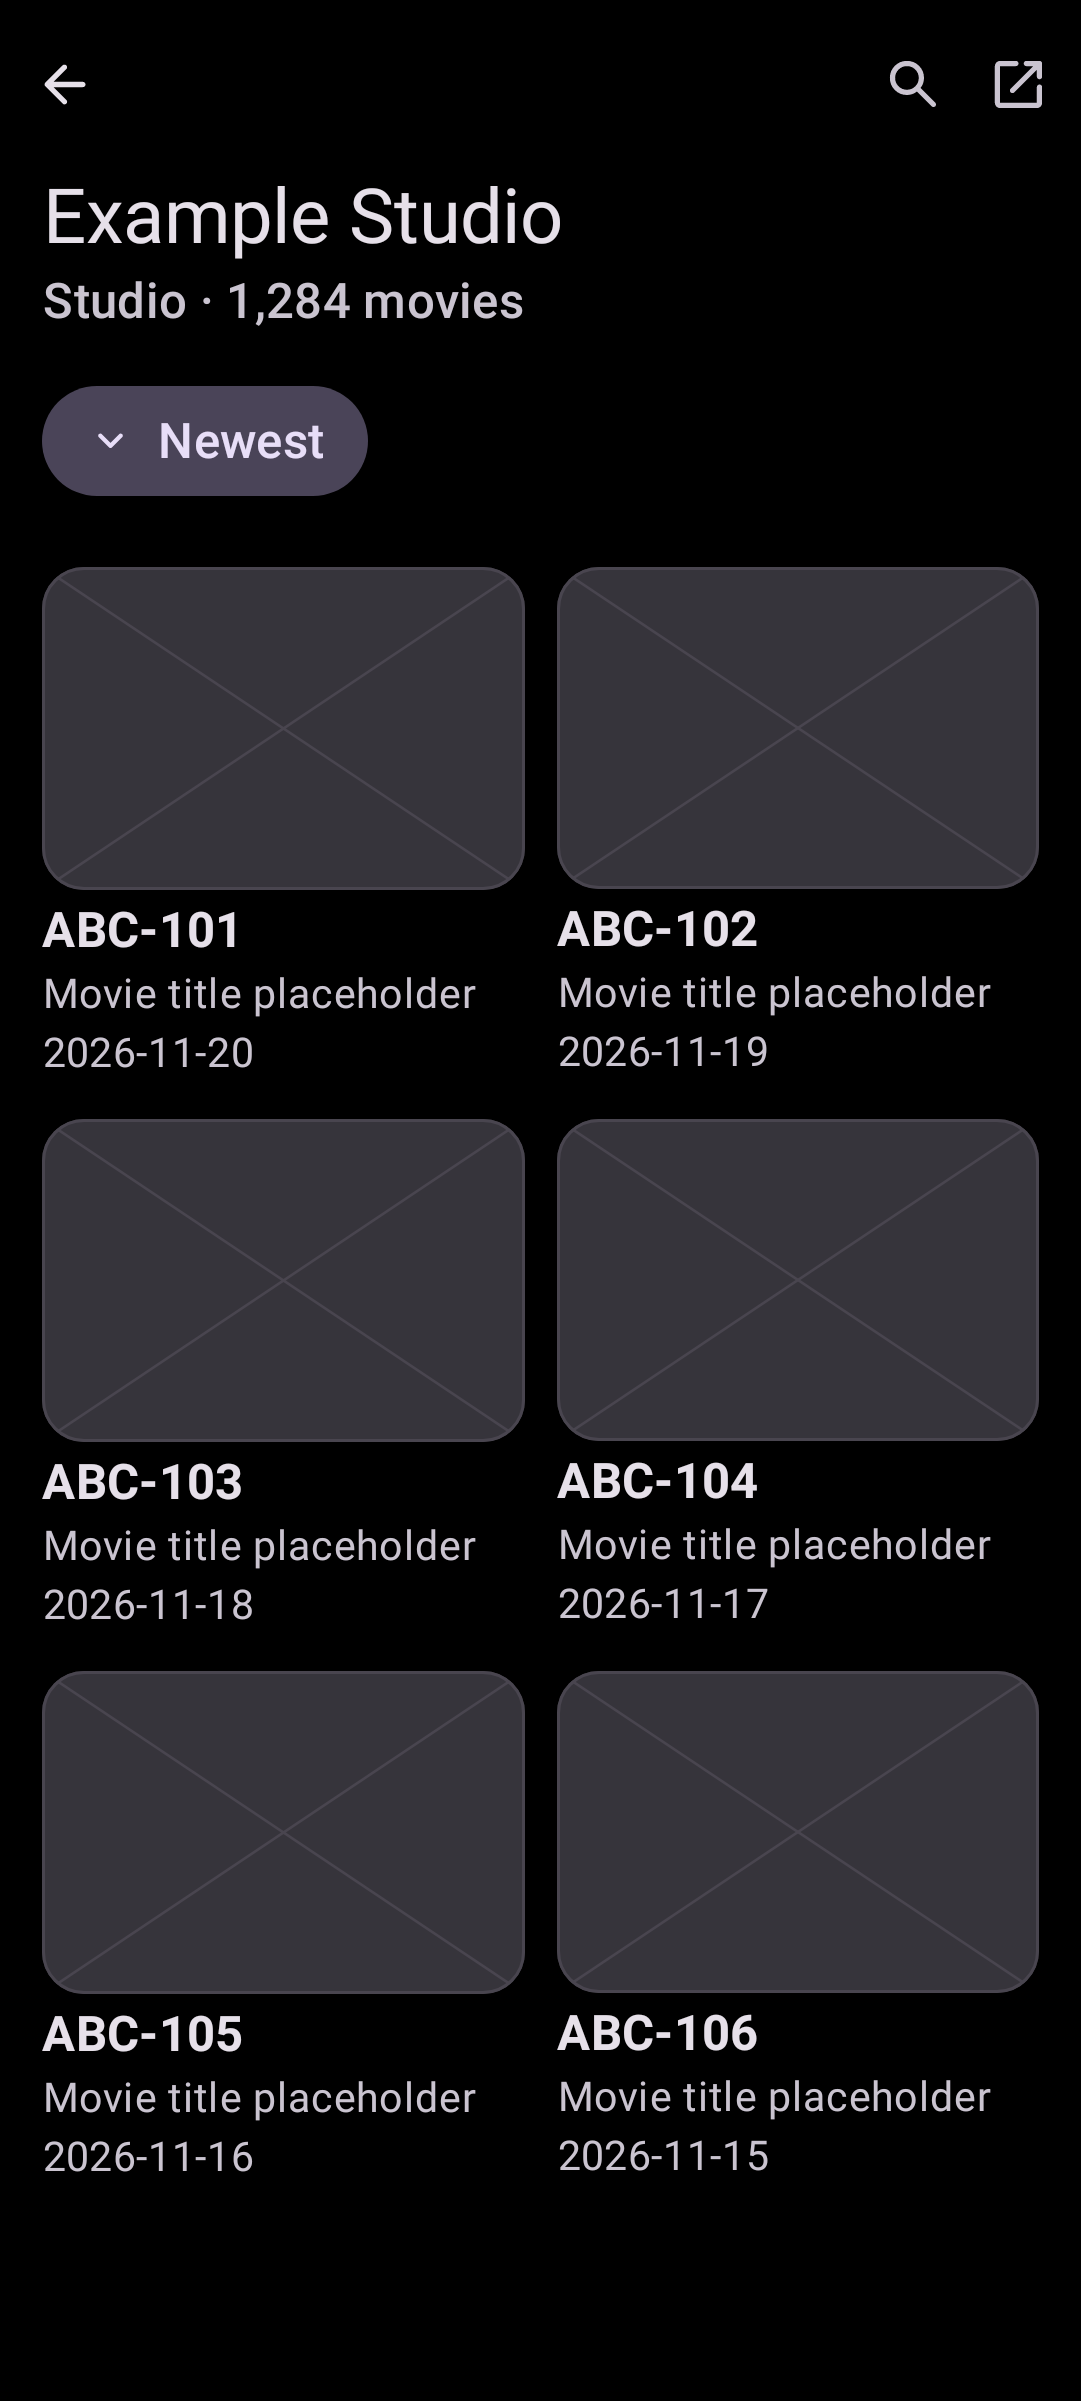 Example Studio
Studio · 1,284 movies
Newest
ABC-101
Movie title placeholder
2026-11-20
ABC-102
Movie title placeholder
2026-11-19
ABC-103
Movie title placeholder
2026-11-18
ABC-104
Movie title placeholder
2026-11-17
ABC-105
Movie title placeholder
2026-11-16
ABC-106
Movie title placeholder
2026-11-15